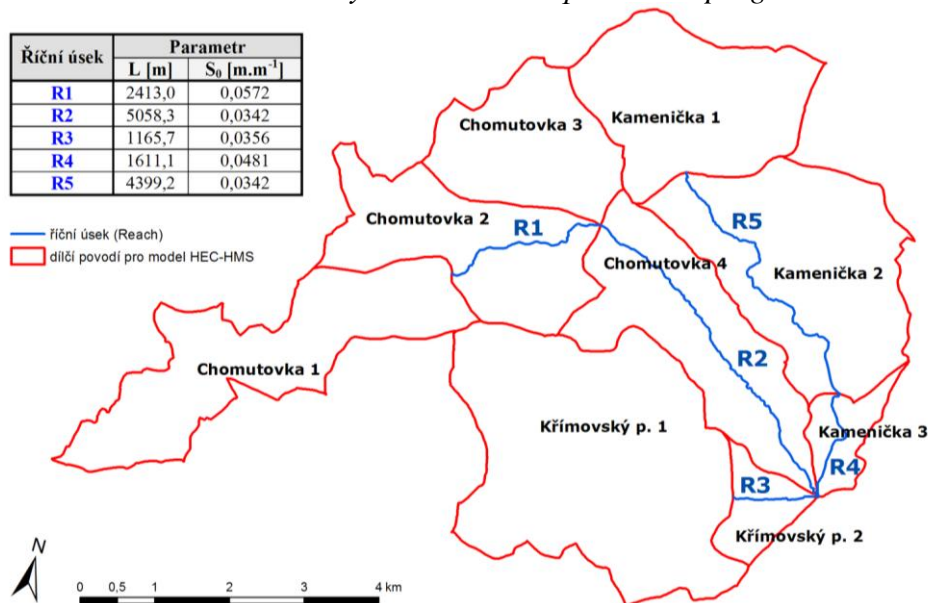 Říční úsek Parametr
L [m] S₀ [m.m⁻¹]
R1 2413,0 0,0572
R2 5058,3 0,0342
R3 1165,7 0,0356
R4 1611,1 0,0481
R5 4399,2 0,0342
říční úsek (Reach)
dílčí povodí pro model HEC-HMS
Chomutovka 3
Kamenička 1
Chomutovka 2
R1
R5
Chomutovka 4
Kamenička 2
Chomutovka 1
R2
Křímovský p. 1
Kamenička 3
R3
R4
Křímovský p. 2
N
0 0,5 1 2 3 4 km